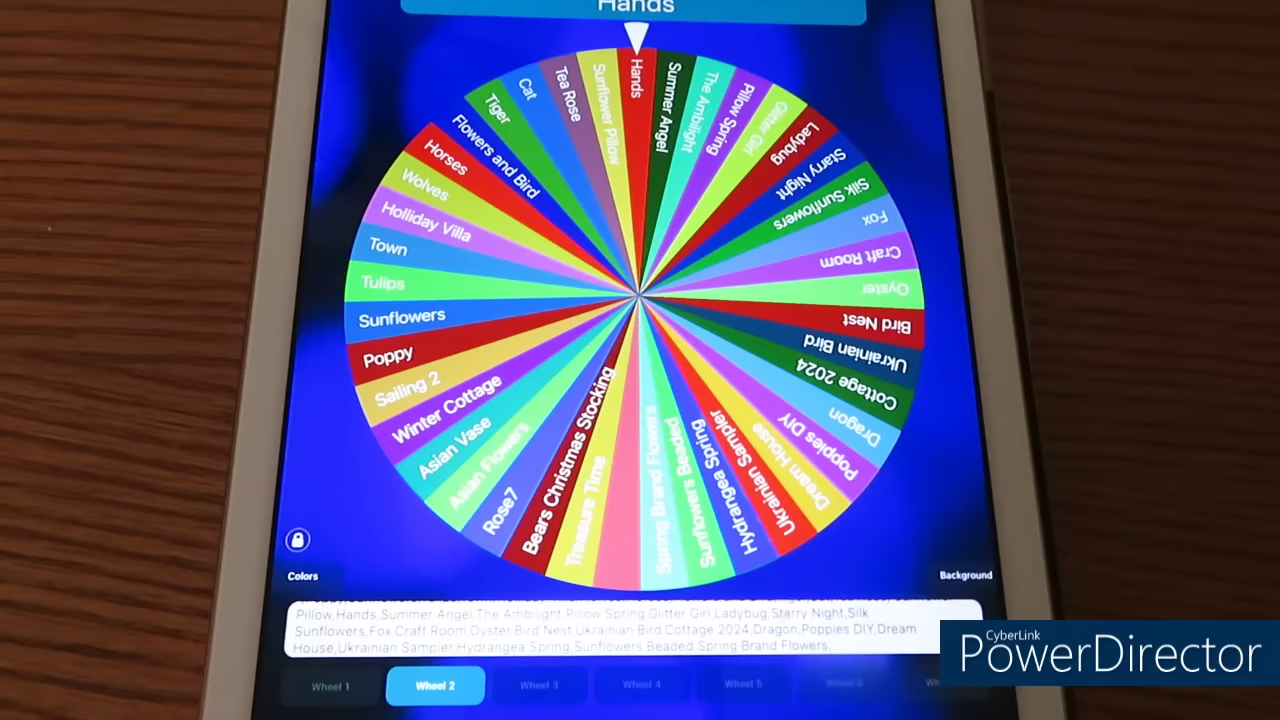 Hands
Hands
Summer Angel
The Ambilight
Pillow Spring
Glitter Girl
Ladybug
Starry Night
Silk Sunflowers
Fox
Craft Room
Oyster
Bird Nest
Ukrainian Bird
Cottage 2024
Dragon
Poppies DIY
Dream House
Ukrainian Sampler
Hydrangea Spring
Sunflowers Beaded
Spring Brand Flowers
Treasure Time
Bears Christmas Stocking
Rose7
Asian Flowers
Asian Vase
Winter Cottage
Sailing 2
Poppy
Sunflowers
Tulips
Town
Holliday Villa
Wolves
Horses
Flowers and Bird
Tiger
Cat
Tea Rose
Sunflower Pillow
Colors
Background
Pillow,Hands,Summer Angel,The Ambilight,Pillow Spring,Glitter Girl,Ladybug,Starry Night,Silk
Sunflowers,Fox,Craft Room,Oyster,Bird Nest,Ukrainian Bird,Cottage 2024,Dragon,Poppies DIY,Dream
House,Ukrainian Sampler,Hydrangea Spring,Sunflowers Beaded,Spring Brand Flowers,
Wheel 1
Wheel 2
Wheel 3
Wheel 4
Wheel 5
Wheel 6
CyberLink
PowerDirector